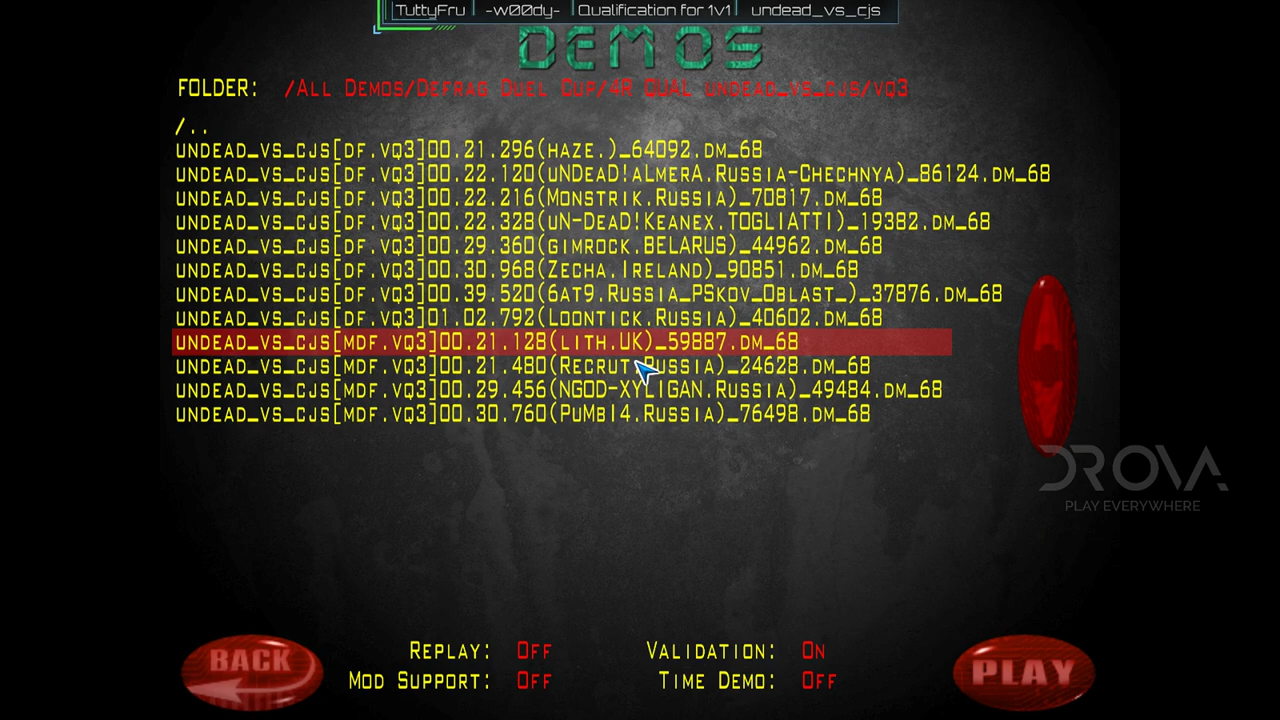 TuttyFru -w00dy- Qualification for 1v1 undead_vs_cjs
DEMOS
FOLDER: /All Demos/Defrag Duel Cup/4R QUAL undead_vs_cjs/vq3
/..
undead_vs_cjs[df.vq3]00.21.296(haze.)_64092.dm_68
undead_vs_cjs[df.vq3]00.22.120(uNDeaD!aLMerA.Russia-Chechnya)_86124.dm_68
undead_vs_cjs[df.vq3]00.22.216(Monstrik.Russia)_70817.dm_68
undead_vs_cjs[df.vq3]00.22.328(uN-DeaD!Keanex.TOGLIATTI)_19382.dm_68
undead_vs_cjs[df.vq3]00.29.360(gimrock.BELARUS)_44962.dm_68
undead_vs_cjs[df.vq3]00.30.968(Zecha.Ireland)_90851.dm_68
undead_vs_cjs[df.vq3]00.39.520(6at9.Russia_PSkov_Oblast_)_37876.dm_68
undead_vs_cjs[df.vq3]01.02.792(Loontick.Russia)_40602.dm_68
undead_vs_cjs[mdf.vq3]00.21.128(lith.UK)_59887.dm_68
undead_vs_cjs[mdf.vq3]00.21.480(Recrut.Russia)_24628.dm_68
undead_vs_cjs[mdf.vq3]00.29.456(NGOD-XYLIGAN.Russia)_49484.dm_68
undead_vs_cjs[mdf.vq3]00.30.760(PuMbI4.Russia)_76498.dm_68
DROVA
PLAY EVERYWHERE
Replay: Off Validation: On
Mod Support: Off Time Demo: Off
BACK PLAY